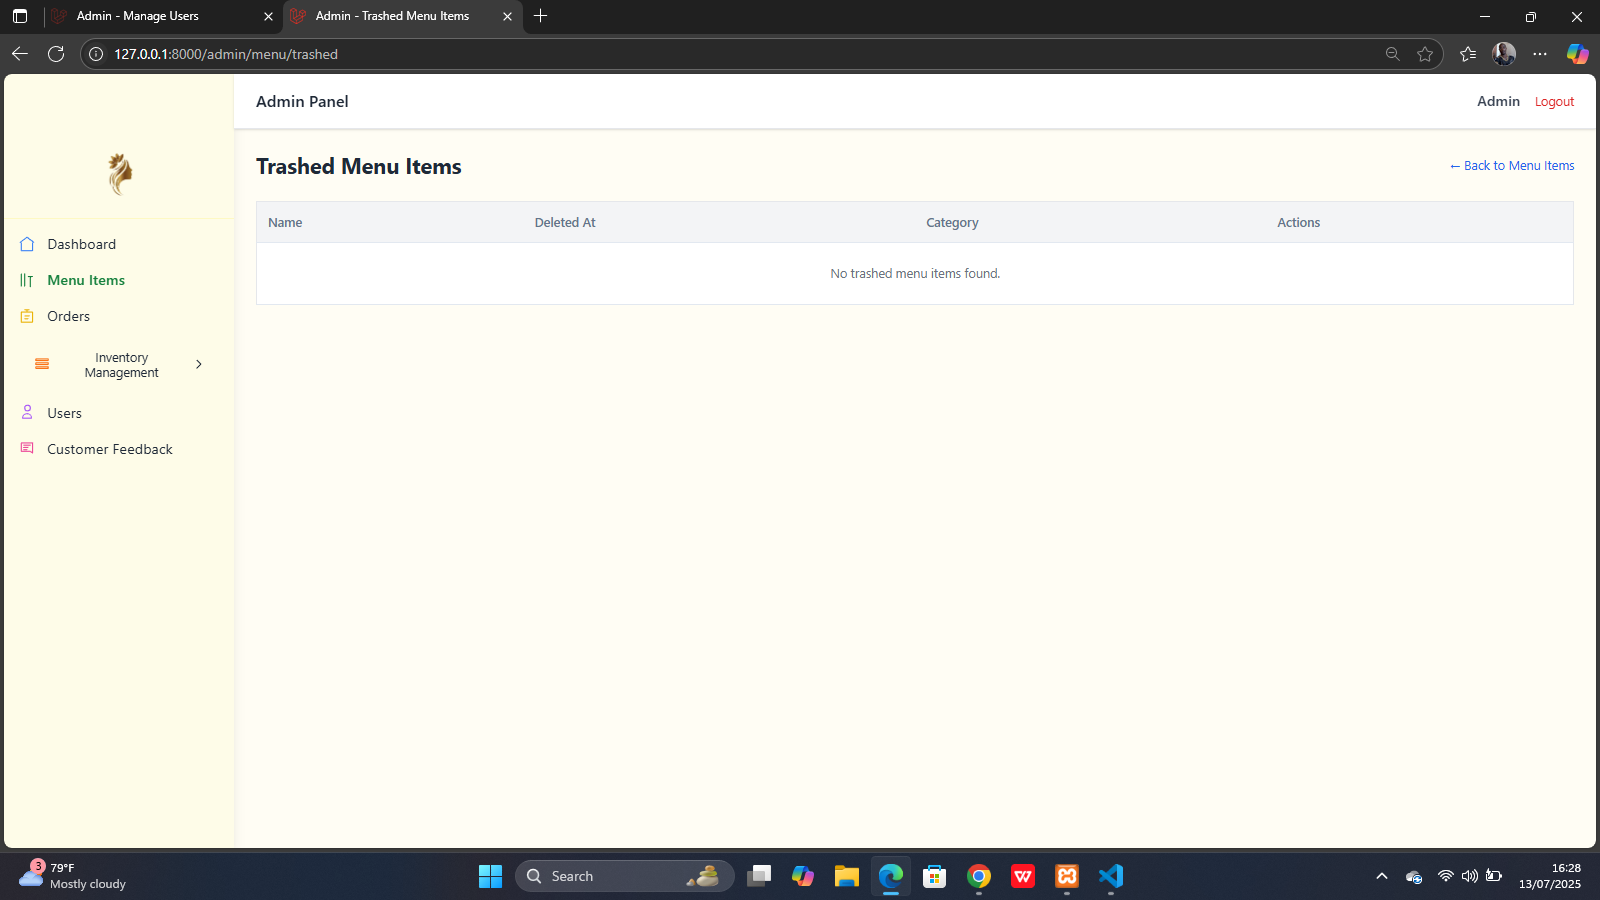 Admin - Manage Users
Admin - Trashed Menu Items
127.0.0.1:8000/admin/menu/trashed
Admin Panel
Admin
Logout
Trashed Menu Items
← Back to Menu Items
Name
Deleted At
Category
Actions
No trashed menu items found.
Dashboard
Menu Items
Orders
Inventory
Management
Users
Customer Feedback
3
79°F
Mostly cloudy
Search
W
16:28
13/07/2025